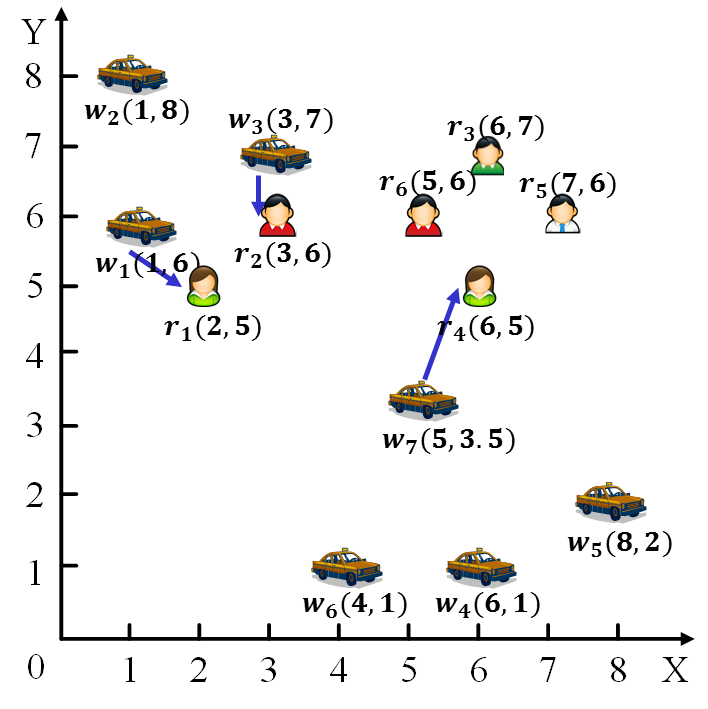 Y
8
w₂(1, 8)
7
w₃(3, 7)
r₃(6, 7)
r₆(5, 6)
r₅(7, 6)
6
w₁(1, 6)
r₂(3, 6)
5
r₁(2, 5)
r₄(6, 5)
4
3
w₇(5, 3.5)
2
w₅(8, 2)
1
w₆(4, 1)
w₄(6, 1)
0 1 2 3 4 5 6 7 8 X